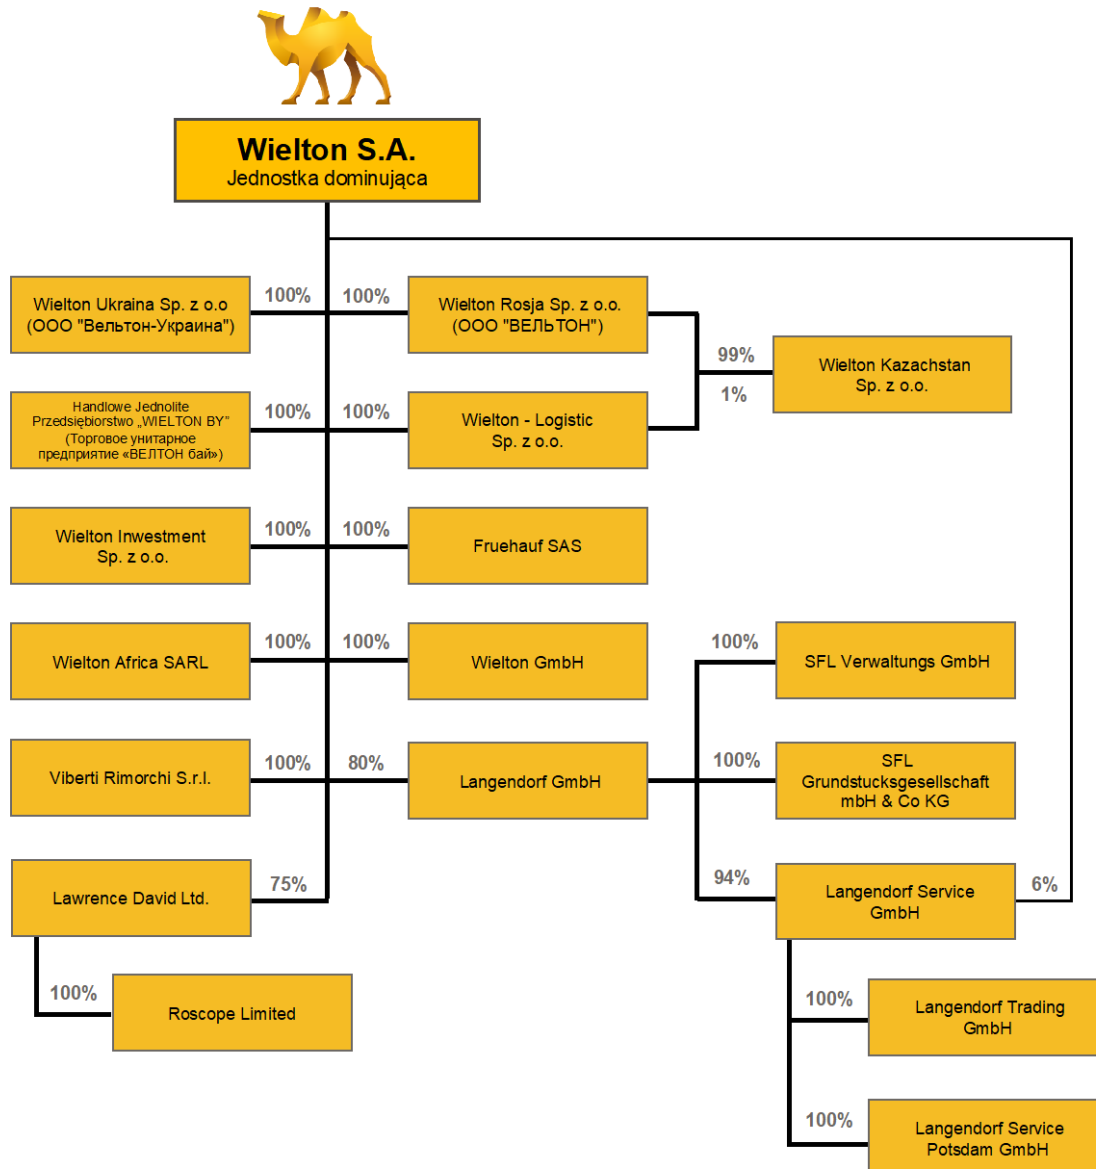 Wielton S.A.
Jednostka dominująca
Wielton Ukraina Sp. z o.o
(ООО "Вельтон-Украина")
100%
100%
Wielton Rosja Sp. z o.o.
(ООО "ВЕЛЬТОН")
99%
1%
Wielton Kazachstan
Sp. z o.o.
Handlowe Jednolite
Przedsiębiorstwo „WIELTON BY"
(Торговое унитарное
предприятие «ВЕЛТОН бай»)
100%
100%
Wielton - Logistic
Sp. z o.o.
Wielton Inwestment
Sp. z o.o.
100%
100%
Fruehauf SAS
Wielton Africa SARL
100%
100%
Wielton GmbH
100%
SFL Verwaltungs GmbH
Viberti Rimorchi S.r.l.
100%
80%
Langendorf GmbH
100%
SFL
Grundstucksgesellschaft
mbH & Co KG
Lawrence David Ltd.
75%
94%
Langendorf Service
GmbH
6%
100%
Roscope Limited
100%
Langendorf Trading
GmbH
100%
Langendorf Service
Potsdam GmbH